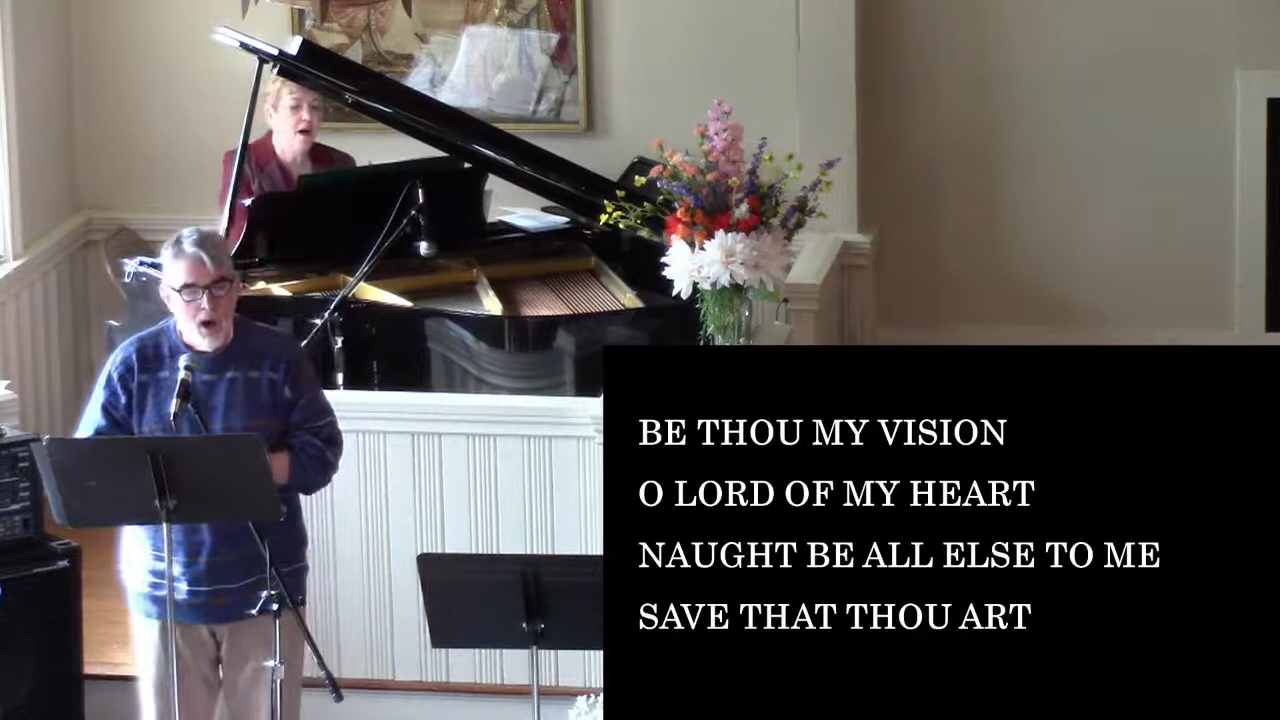 BE THOU MY VISION
O LORD OF MY HEART
NAUGHT BE ALL ELSE TO ME
SAVE THAT THOU ART